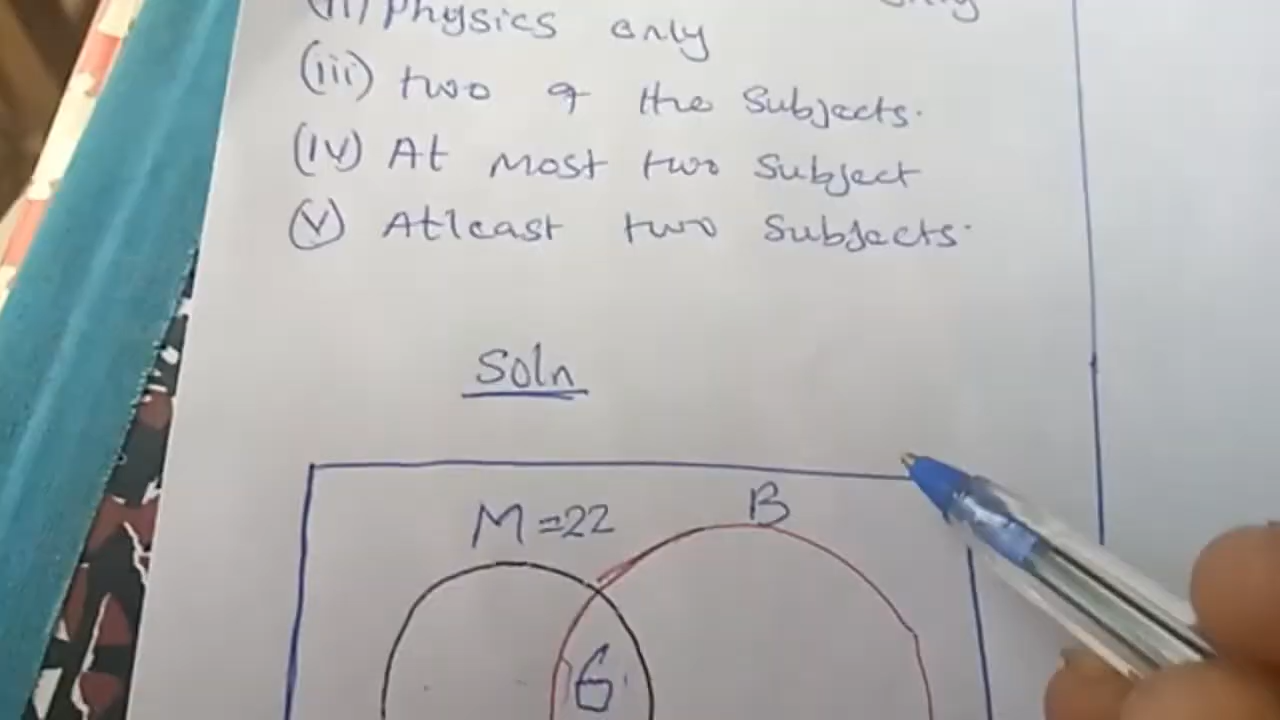 (ii) Physics only
(iii) two of the Subjects.
(iv) At most two Subject
(v) Atleast two Subjects.
Soln
M=22
B
6